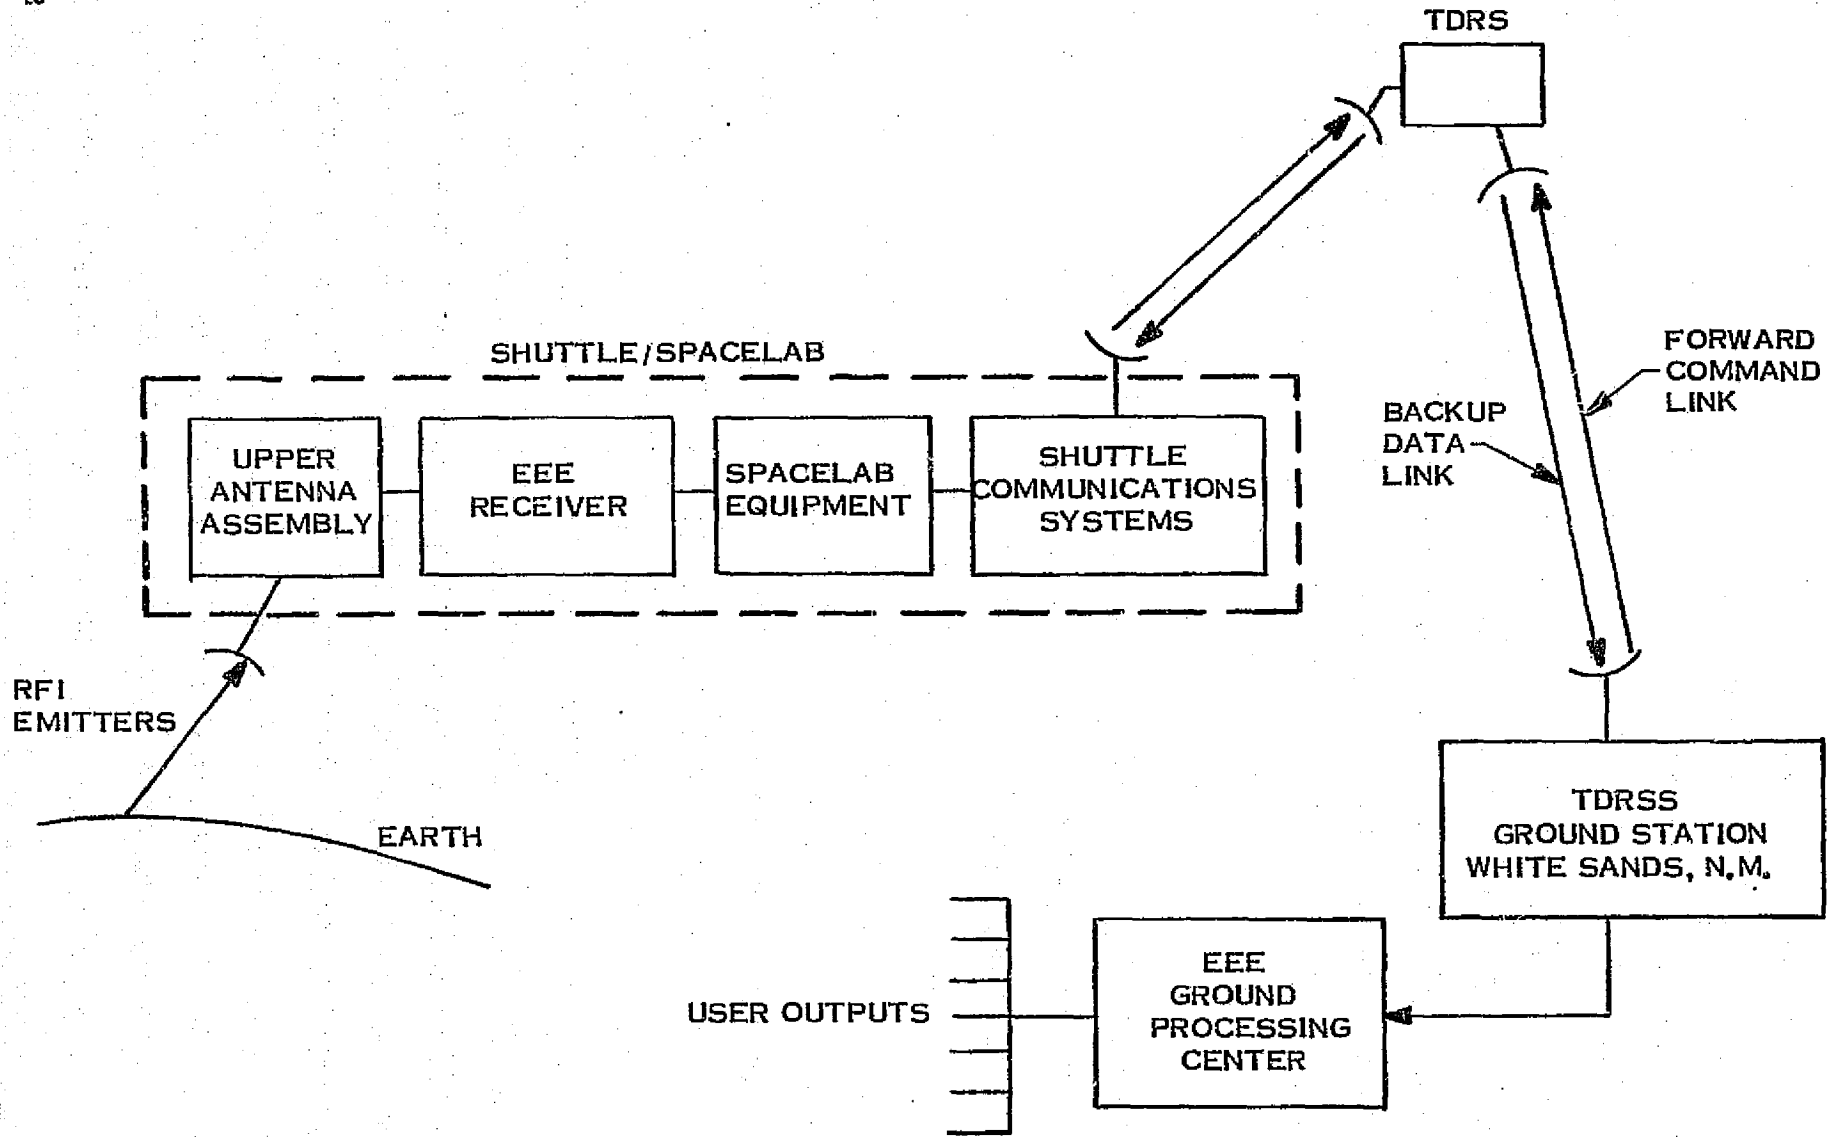 TDRS
SHUTTLE/SPACELAB
UPPER
ANTENNA
ASSEMBLY
EEE
RECEIVER
SPACELAB
EQUIPMENT
SHUTTLE
COMMUNICATIONS
SYSTEMS
FORWARD
COMMAND
LINK
BACKUP
DATA
LINK
RFI
EMITTERS
EARTH
TDRSS
GROUND STATION
WHITE SANDS, N.M.
EEE
GROUND
PROCESSING
CENTER
USER OUTPUTS